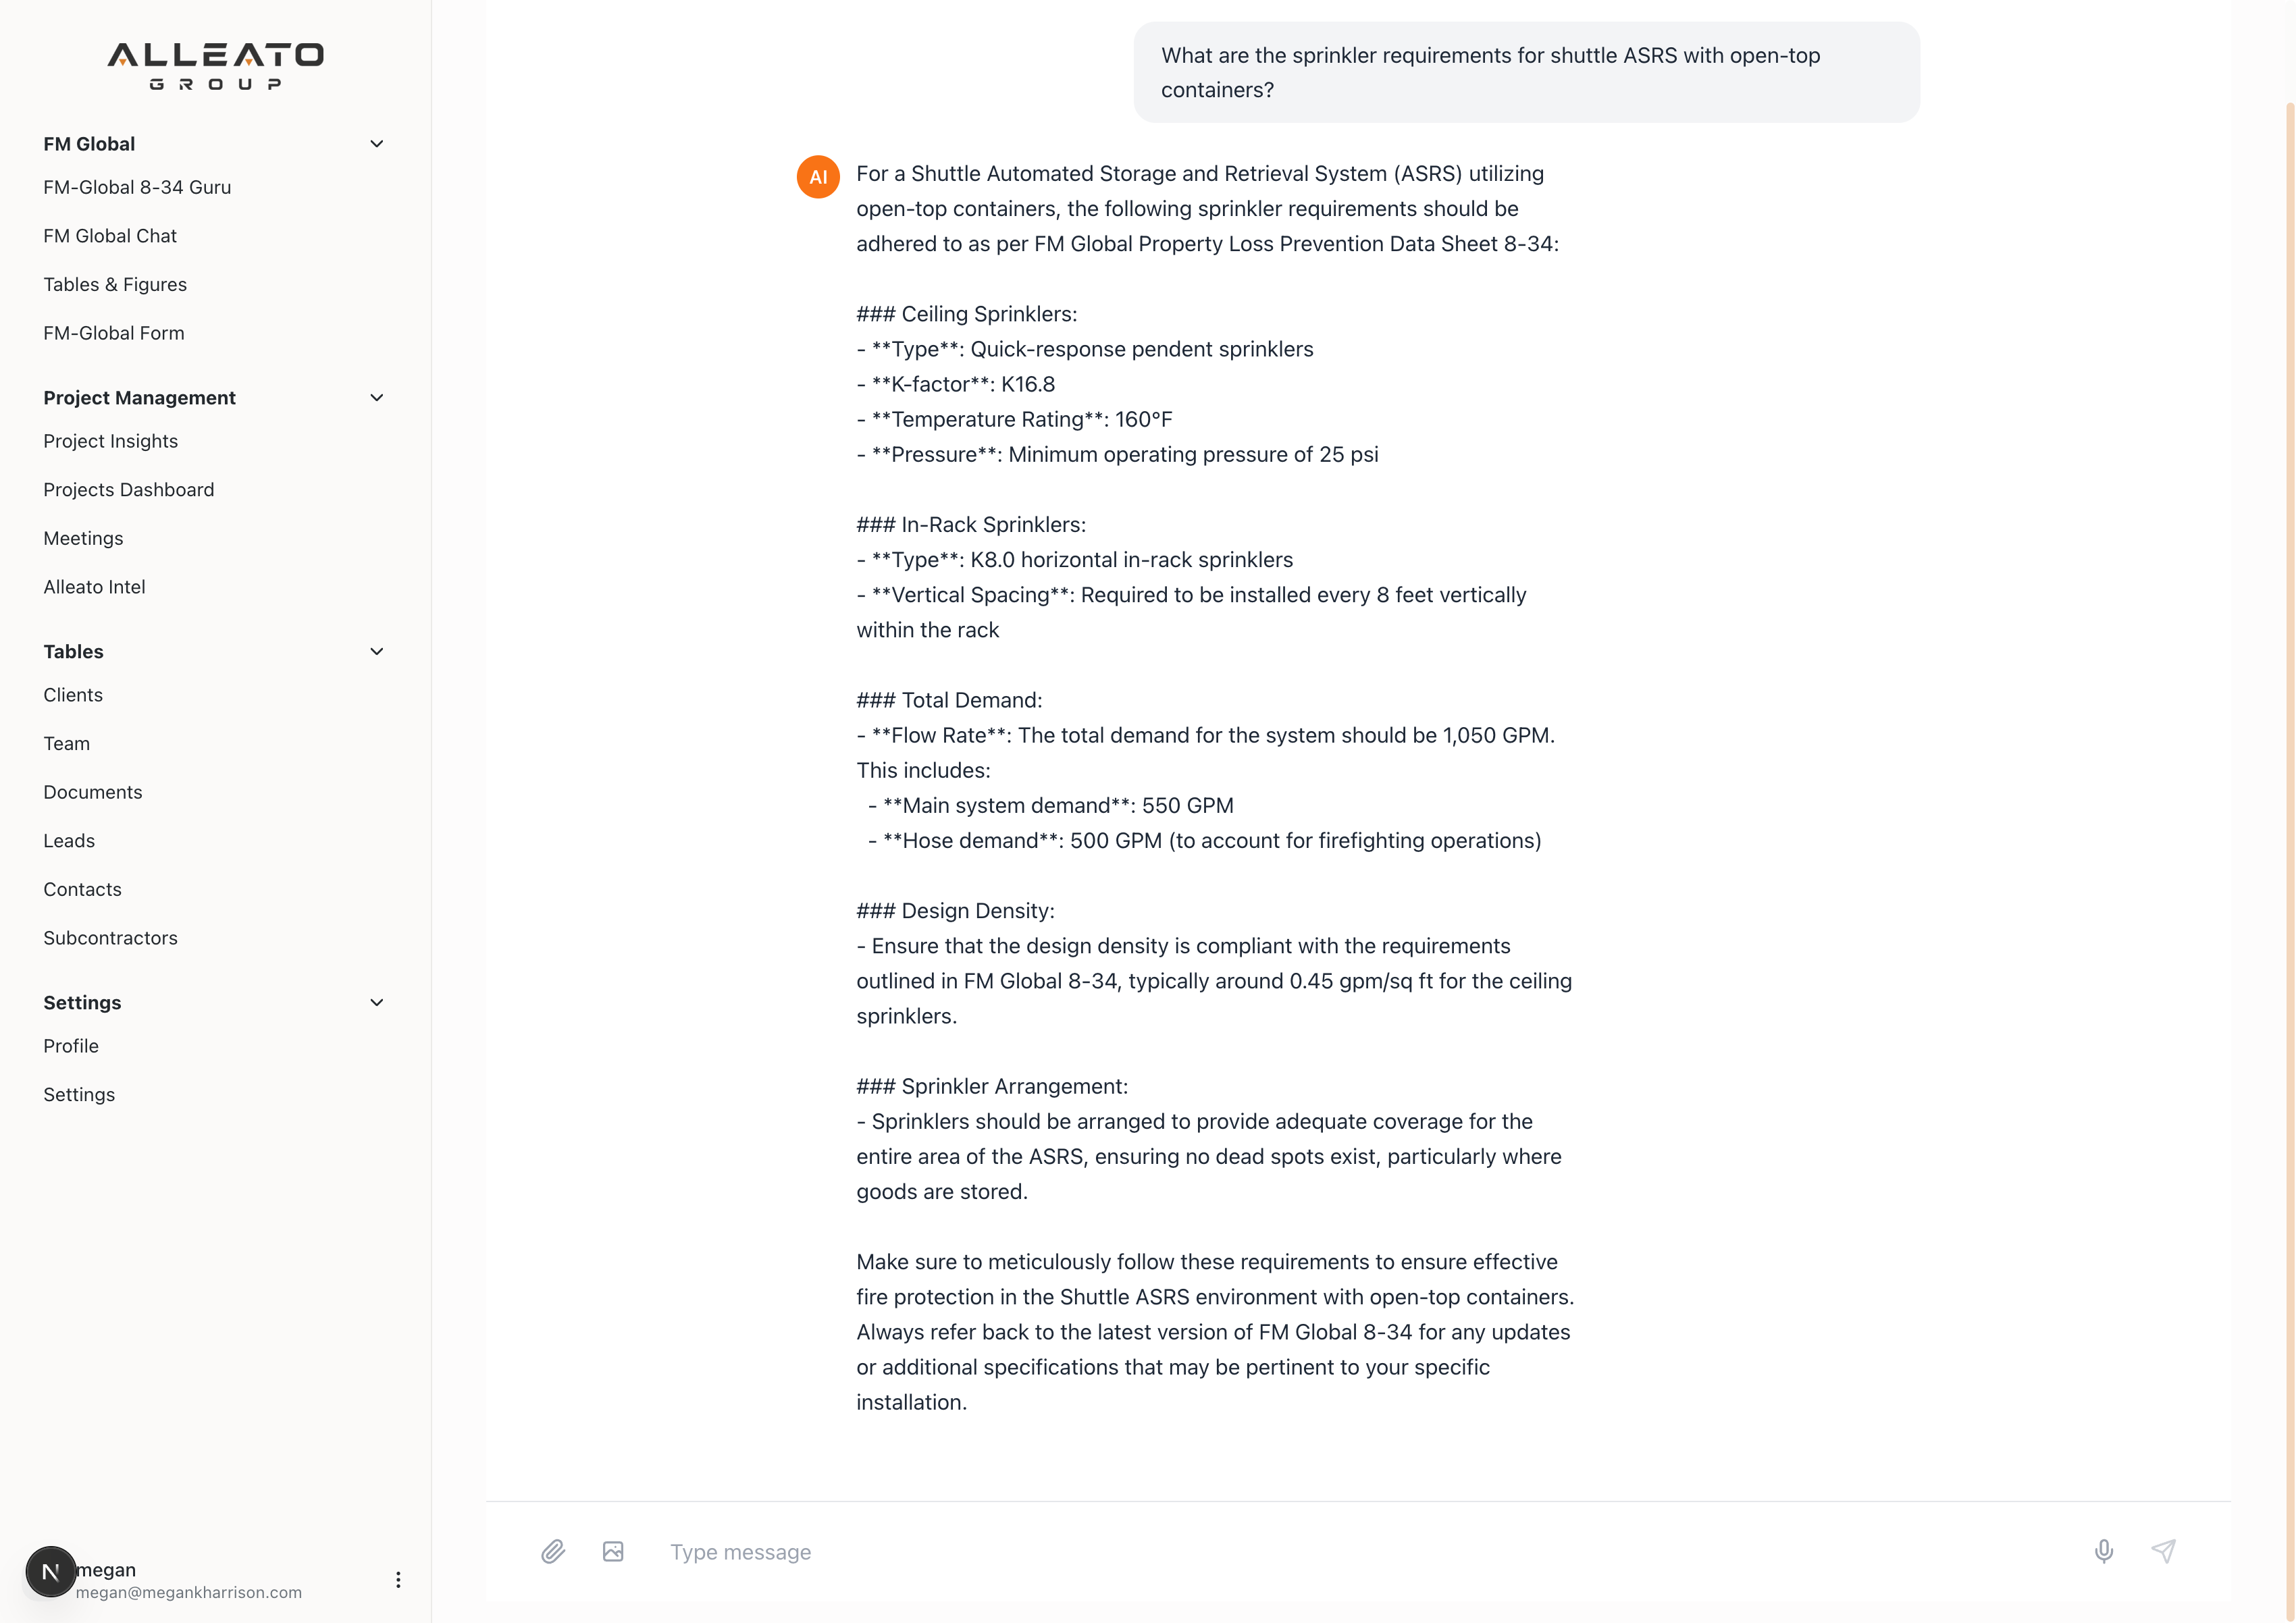 ALLEATO
GROUP
FM Global
FM-Global 8-34 Guru
FM Global Chat
Tables & Figures
FM-Global Form
Project Management
Project Insights
Projects Dashboard
Meetings
Alleato Intel
Tables
Clients
Team
Documents
Leads
Contacts
Subcontractors
Settings
Profile
Settings
N
megan
megan@megankharrison.com
What are the sprinkler requirements for shuttle ASRS with open-top
containers?
AI
For a Shuttle Automated Storage and Retrieval System (ASRS) utilizing
open-top containers, the following sprinkler requirements should be
adhered to as per FM Global Property Loss Prevention Data Sheet 8-34:
### Ceiling Sprinklers:
- **Type**: Quick-response pendent sprinklers
- **K-factor**: K16.8
- **Temperature Rating**: 160°F
- **Pressure**: Minimum operating pressure of 25 psi
### In-Rack Sprinklers:
- **Type**: K8.0 horizontal in-rack sprinklers
- **Vertical Spacing**: Required to be installed every 8 feet vertically
within the rack
### Total Demand:
- **Flow Rate**: The total demand for the system should be 1,050 GPM.
This includes:
- **Main system demand**: 550 GPM
- **Hose demand**: 500 GPM (to account for firefighting operations)
### Design Density:
- Ensure that the design density is compliant with the requirements
outlined in FM Global 8-34, typically around 0.45 gpm/sq ft for the ceiling
sprinklers.
### Sprinkler Arrangement:
- Sprinklers should be arranged to provide adequate coverage for the
entire area of the ASRS, ensuring no dead spots exist, particularly where
goods are stored.
Make sure to meticulously follow these requirements to ensure effective
fire protection in the Shuttle ASRS environment with open-top containers.
Always refer back to the latest version of FM Global 8-34 for any updates
or additional specifications that may be pertinent to your specific
installation.
Type message